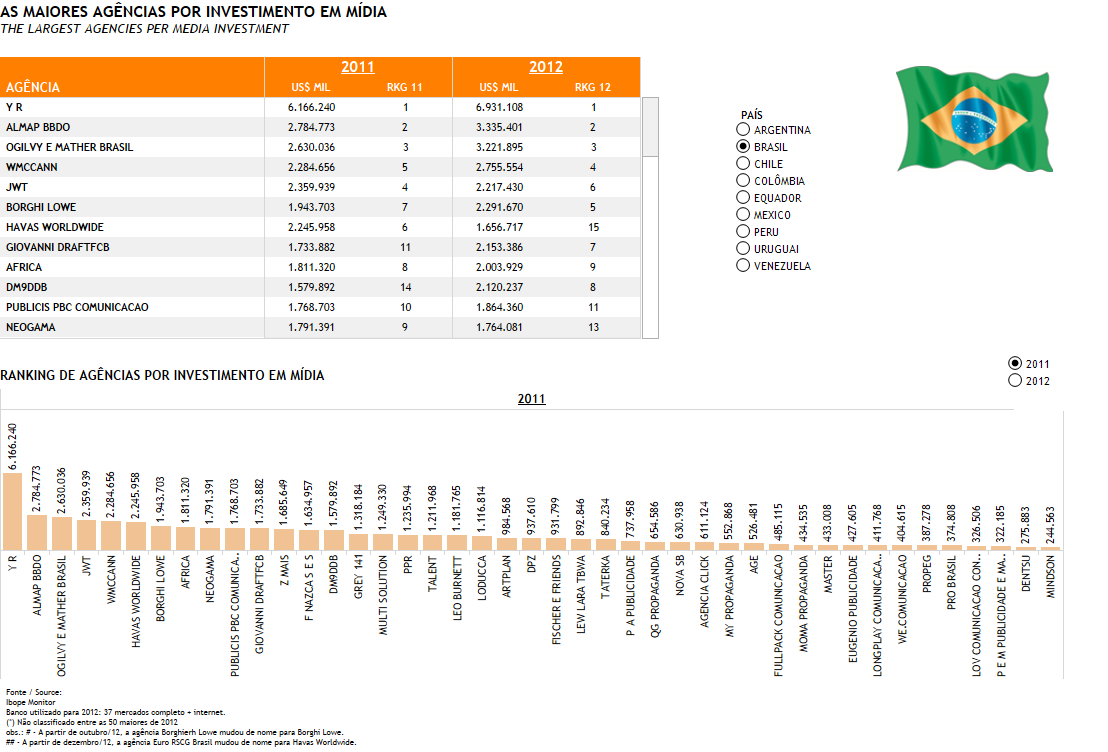 AS MAIORES AGÊNCIAS POR INVESTIMENTO EM MÍDIA
THE LARGEST AGENCIES PER MEDIA INVESTMENT
2011 2012
AGÊNCIA US$ MIL RKG 11 US$ MIL RKG 12
Y R 6.166.240 1 6.931.108 1
ALMAP BBDO 2.784.773 2 3.335.401 2
OGILVY E MATHER BRASIL 2.630.036 3 3.221.895 3
WMCCANN 2.284.656 5 2.755.554 4
JWT 2.359.939 4 2.217.430 6
BORGHI LOWE 1.943.703 7 2.291.670 5
HAVAS WORLDWIDE 2.245.958 6 1.656.717 15
GIOVANNI DRAFTFCB 1.733.882 11 2.153.386 7
AFRICA 1.811.320 8 2.003.929 9
DM9DDB 1.579.892 14 2.120.237 8
PUBLICIS PBC COMUNICACAO 1.768.703 10 1.864.360 11
NEOGAMA 1.791.391 9 1.764.081 13
PAÍS
ARGENTINA
BRASIL
CHILE
COLÔMBIA
EQUADOR
MEXICO
PERU
URUGUAI
VENEZUELA
RANKING DE AGÊNCIAS POR INVESTIMENTO EM MÍDIA
2011
2012
2011
6.166.240
2.784.773
2.630.036
2.359.939
2.284.656
2.245.958
1.943.703
1.811.320
1.791.391
1.768.703
1.733.882
1.685.649
1.634.957
1.579.892
1.318.184
1.249.330
1.235.994
1.211.968
1.181.765
1.116.814
984.568
937.610
931.799
892.846
840.234
737.958
654.586
630.938
611.124
552.868
526.481
485.115
434.535
433.008
427.605
411.768
404.615
387.278
374.808
326.506
322.185
275.883
244.563
Y R
ALMAP BBDO
OGILVY E MATHER BRASIL
JWT
WMCCANN
HAVAS WORLDWIDE
BORGHI LOWE
AFRICA
NEOGAMA
PUBLICIS PBC COMUNICA..
GIOVANNI DRAFTFCB
Z MAIS
F NAZCA S E S
DM9DDB
GREY 141
MULTI SOLUTION
PPR
TALENT
LEO BURNETT
LODUCCA
ARTPLAN
DPZ
FISCHER E FRIENDS
LEW LARA TBWA
TATERKA
P A PUBLICIDADE
QG PROPAGANDA
NOVA SB
AGENCIA CLICK
MY PROPAGANDA
AGE
FULLPACK COMUNICACAO
MOMA PROPAGANDA
MASTER
EUGENIO PUBLICIDADE
LONGPLAY COMUNICACA..
WE.COMUNICACAO
PROPEG
PRO BRASIL
LOV COMUNICACAO CON..
P E M PUBLICIDADE E MA..
DENTSU
MINDSON
Fonte / Source:
Ibope Monitor
Banco utilizado para 2012: 37 mercados completo + internet.
(*) Não classificado entre as 50 maiores de 2012
obs.: # - A partir de outubro/12, a agência Borghierh Lowe mudou de nome para Borghi Lowe.
## - A partir de dezembro/12, a agência Euro RSCG Brasil mudou de nome para Havas Worldwide.